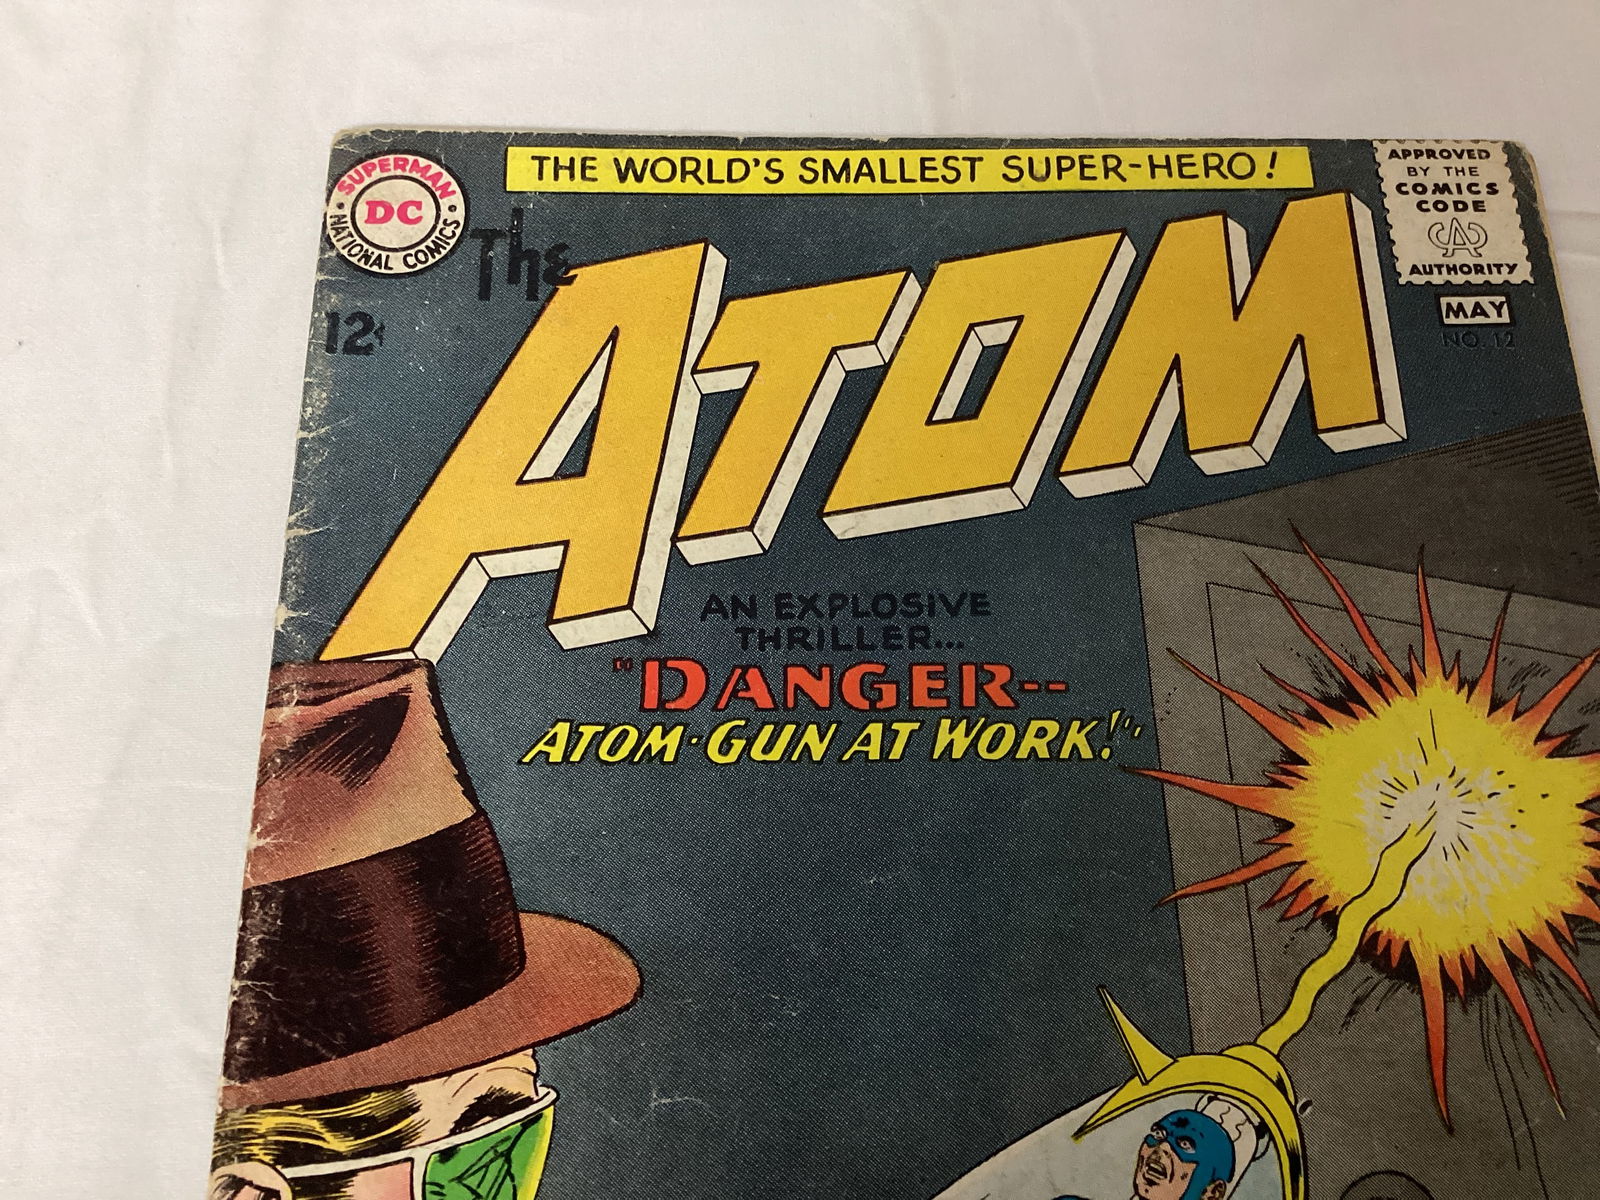 THE WORLD'S SMALLEST SUPER-HERO!
SUPERMAN
DC
NATIONAL COMICS
APPROVED
BY THE
COMICS
CODE
CA
AUTHORITY
The
ATOM
12¢
MAY
NO. 12
AN EXPLOSIVE
THRILLER...
"DANGER--
ATOM-GUN AT WORK!"